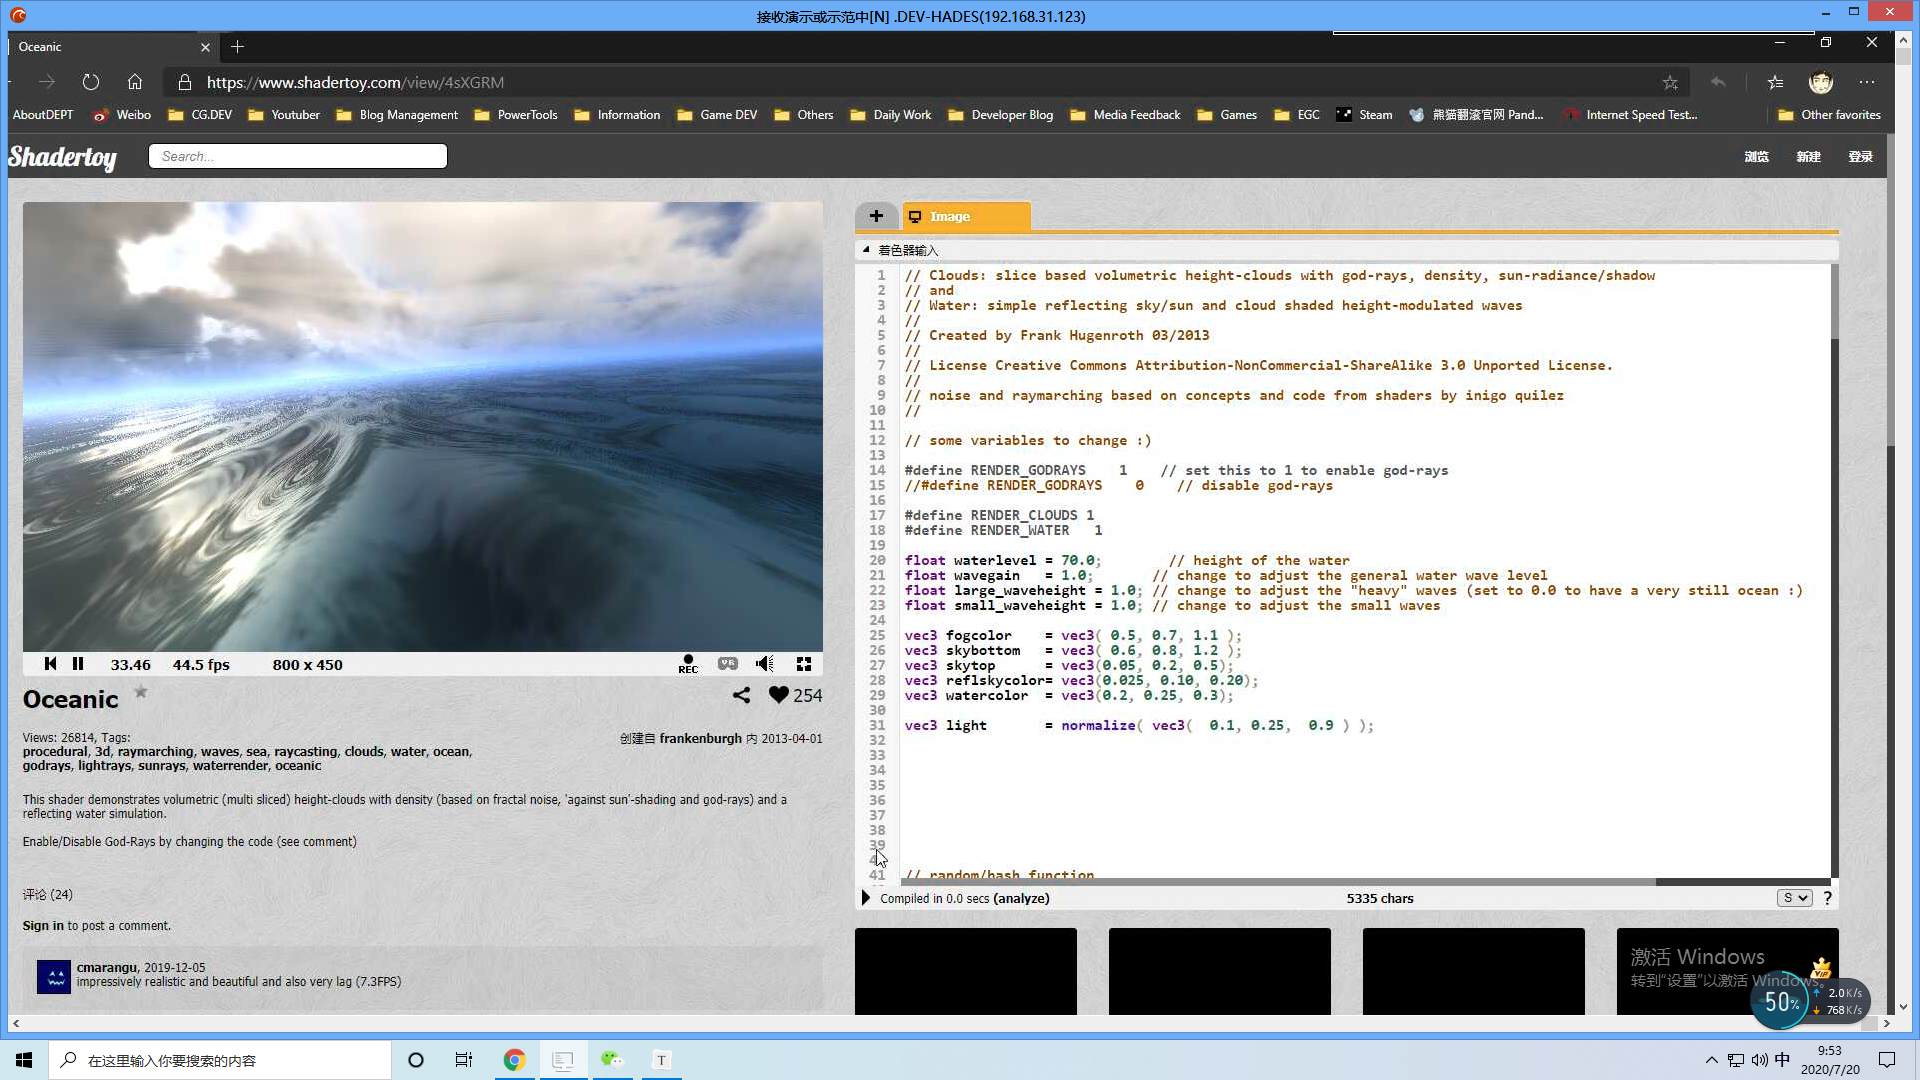 接收演示或示范中[N] .DEV-HADES(192.168.31.123)
Oceanic
https://www.shadertoy.com/view/4sXGRM
AboutDEPT Weibo CG.DEV Youtuber Blog Management PowerTools Information Game DEV Others Daily Work Developer Blog Media Feedback Games EGC Steam 熊猫翻滚官网 Pand... Internet Speed Test... Other favorites
Shadertoy Search... 浏览 新建 登录
Image
着色器输入
1 // Clouds: slice based volumetric height-clouds with god-rays, density, sun-radiance/shadow
2 // and
3 // Water: simple reflecting sky/sun and cloud shaded height-modulated waves
4 //
5 // Created by Frank Hugenroth 03/2013
6 //
7 // License Creative Commons Attribution-NonCommercial-ShareAlike 3.0 Unported License.
8 //
9 // noise and raymarching based on concepts and code from shaders by inigo quilez
10 //
11
12 // some variables to change :)
13
14 #define RENDER_GODRAYS    1    // set this to 1 to enable god-rays
15 //#define RENDER_GODRAYS    0    // disable god-rays
16
17 #define RENDER_CLOUDS 1
18 #define RENDER_WATER   1
19
20 float waterlevel = 70.0;        // height of the water
21 float wavegain   = 1.0;       // change to adjust the general water wave level
22 float large_waveheight = 1.0; // change to adjust the "heavy" waves (set to 0.0 to have a very still ocean :)
23 float small_waveheight = 1.0; // change to adjust the small waves
24
25 vec3 fogcolor    = vec3( 0.5, 0.7, 1.1 );
26 vec3 skybottom   = vec3( 0.6, 0.8, 1.2 );
27 vec3 skytop      = vec3(0.05, 0.2, 0.5);
28 vec3 reflskycolor= vec3(0.025, 0.10, 0.20);
29 vec3 watercolor  = vec3(0.2, 0.25, 0.3);
30
31 vec3 light       = normalize( vec3(  0.1, 0.25,  0.9 ) );
32
33
34
35
36
37
38
39
41 // random/hash function
Compiled in 0.0 secs (analyze) 5335 chars S ?
33.46 44.5 fps 800 x 450 REC VR
Oceanic 254
Views: 26814, Tags:
创建自 frankenburgh 内 2013-04-01
procedural, 3d, raymarching, waves, sea, raycasting, clouds, water, ocean,
godrays, lightrays, sunrays, waterrender, oceanic
This shader demonstrates volumetric (multi sliced) height-clouds with density (based on fractal noise, 'against sun'-shading and god-rays) and a
reflecting water simulation.
Enable/Disable God-Rays by changing the code (see comment)
评论 (24)
Sign in to post a comment.
cmarangu, 2019-12-05
impressively realistic and beautiful and also very lag (7.3FPS)
激活 Windows
转到“设置”以激活 Windows。
VIP
50% 2.0K/s
768K/s
在这里输入你要搜索的内容
T
中
9:53
2020/7/20